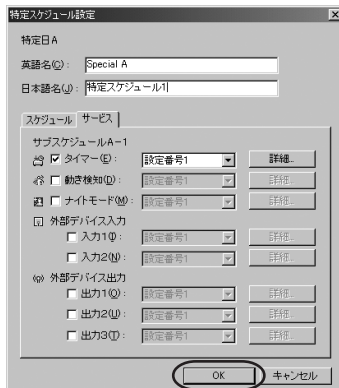 特定スケジュール設定
特定日A
英語名(C): Special A
日本語名(J): 特定スケジュール1
スケジュール サービス
サブスケジュールA-1
タイマー(E): 設定番号1 詳細...
動き検知(D): 設定番号1 詳細...
ナイトモード(M): 設定番号1 詳細...
外部デバイス入力
入力1(I): 設定番号1 詳細...
入力2(N): 設定番号1 詳細...
外部デバイス出力
出力1(O): 設定番号1 詳細...
出力2(U): 設定番号1 詳細...
出力3(T): 設定番号1 詳細...
OK キャンセル